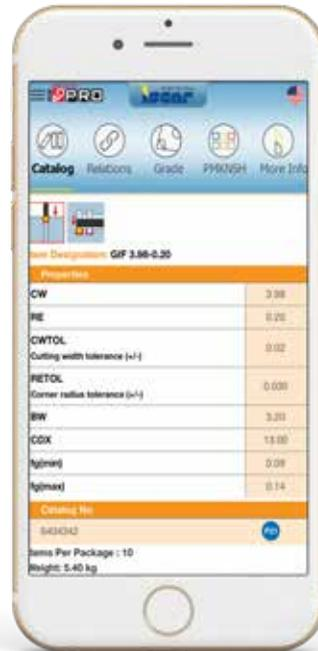 PRO
ISCAR
Catalog Relations Grade PMKNSH More Info
Item Designation: GIF 3.98-0.20
Properties
CW 3.98
RE 0.20
CWTOL 0.02
Cutting width tolerance (+/-)
RETOL 0.030
Corner radius tolerance (+/-)
BW 3.20
CDX 13.00
fg(min) 0.09
fg(max) 0.14
Catalog No
P21
Items Per Package : 10
Weight: 5.40 kg